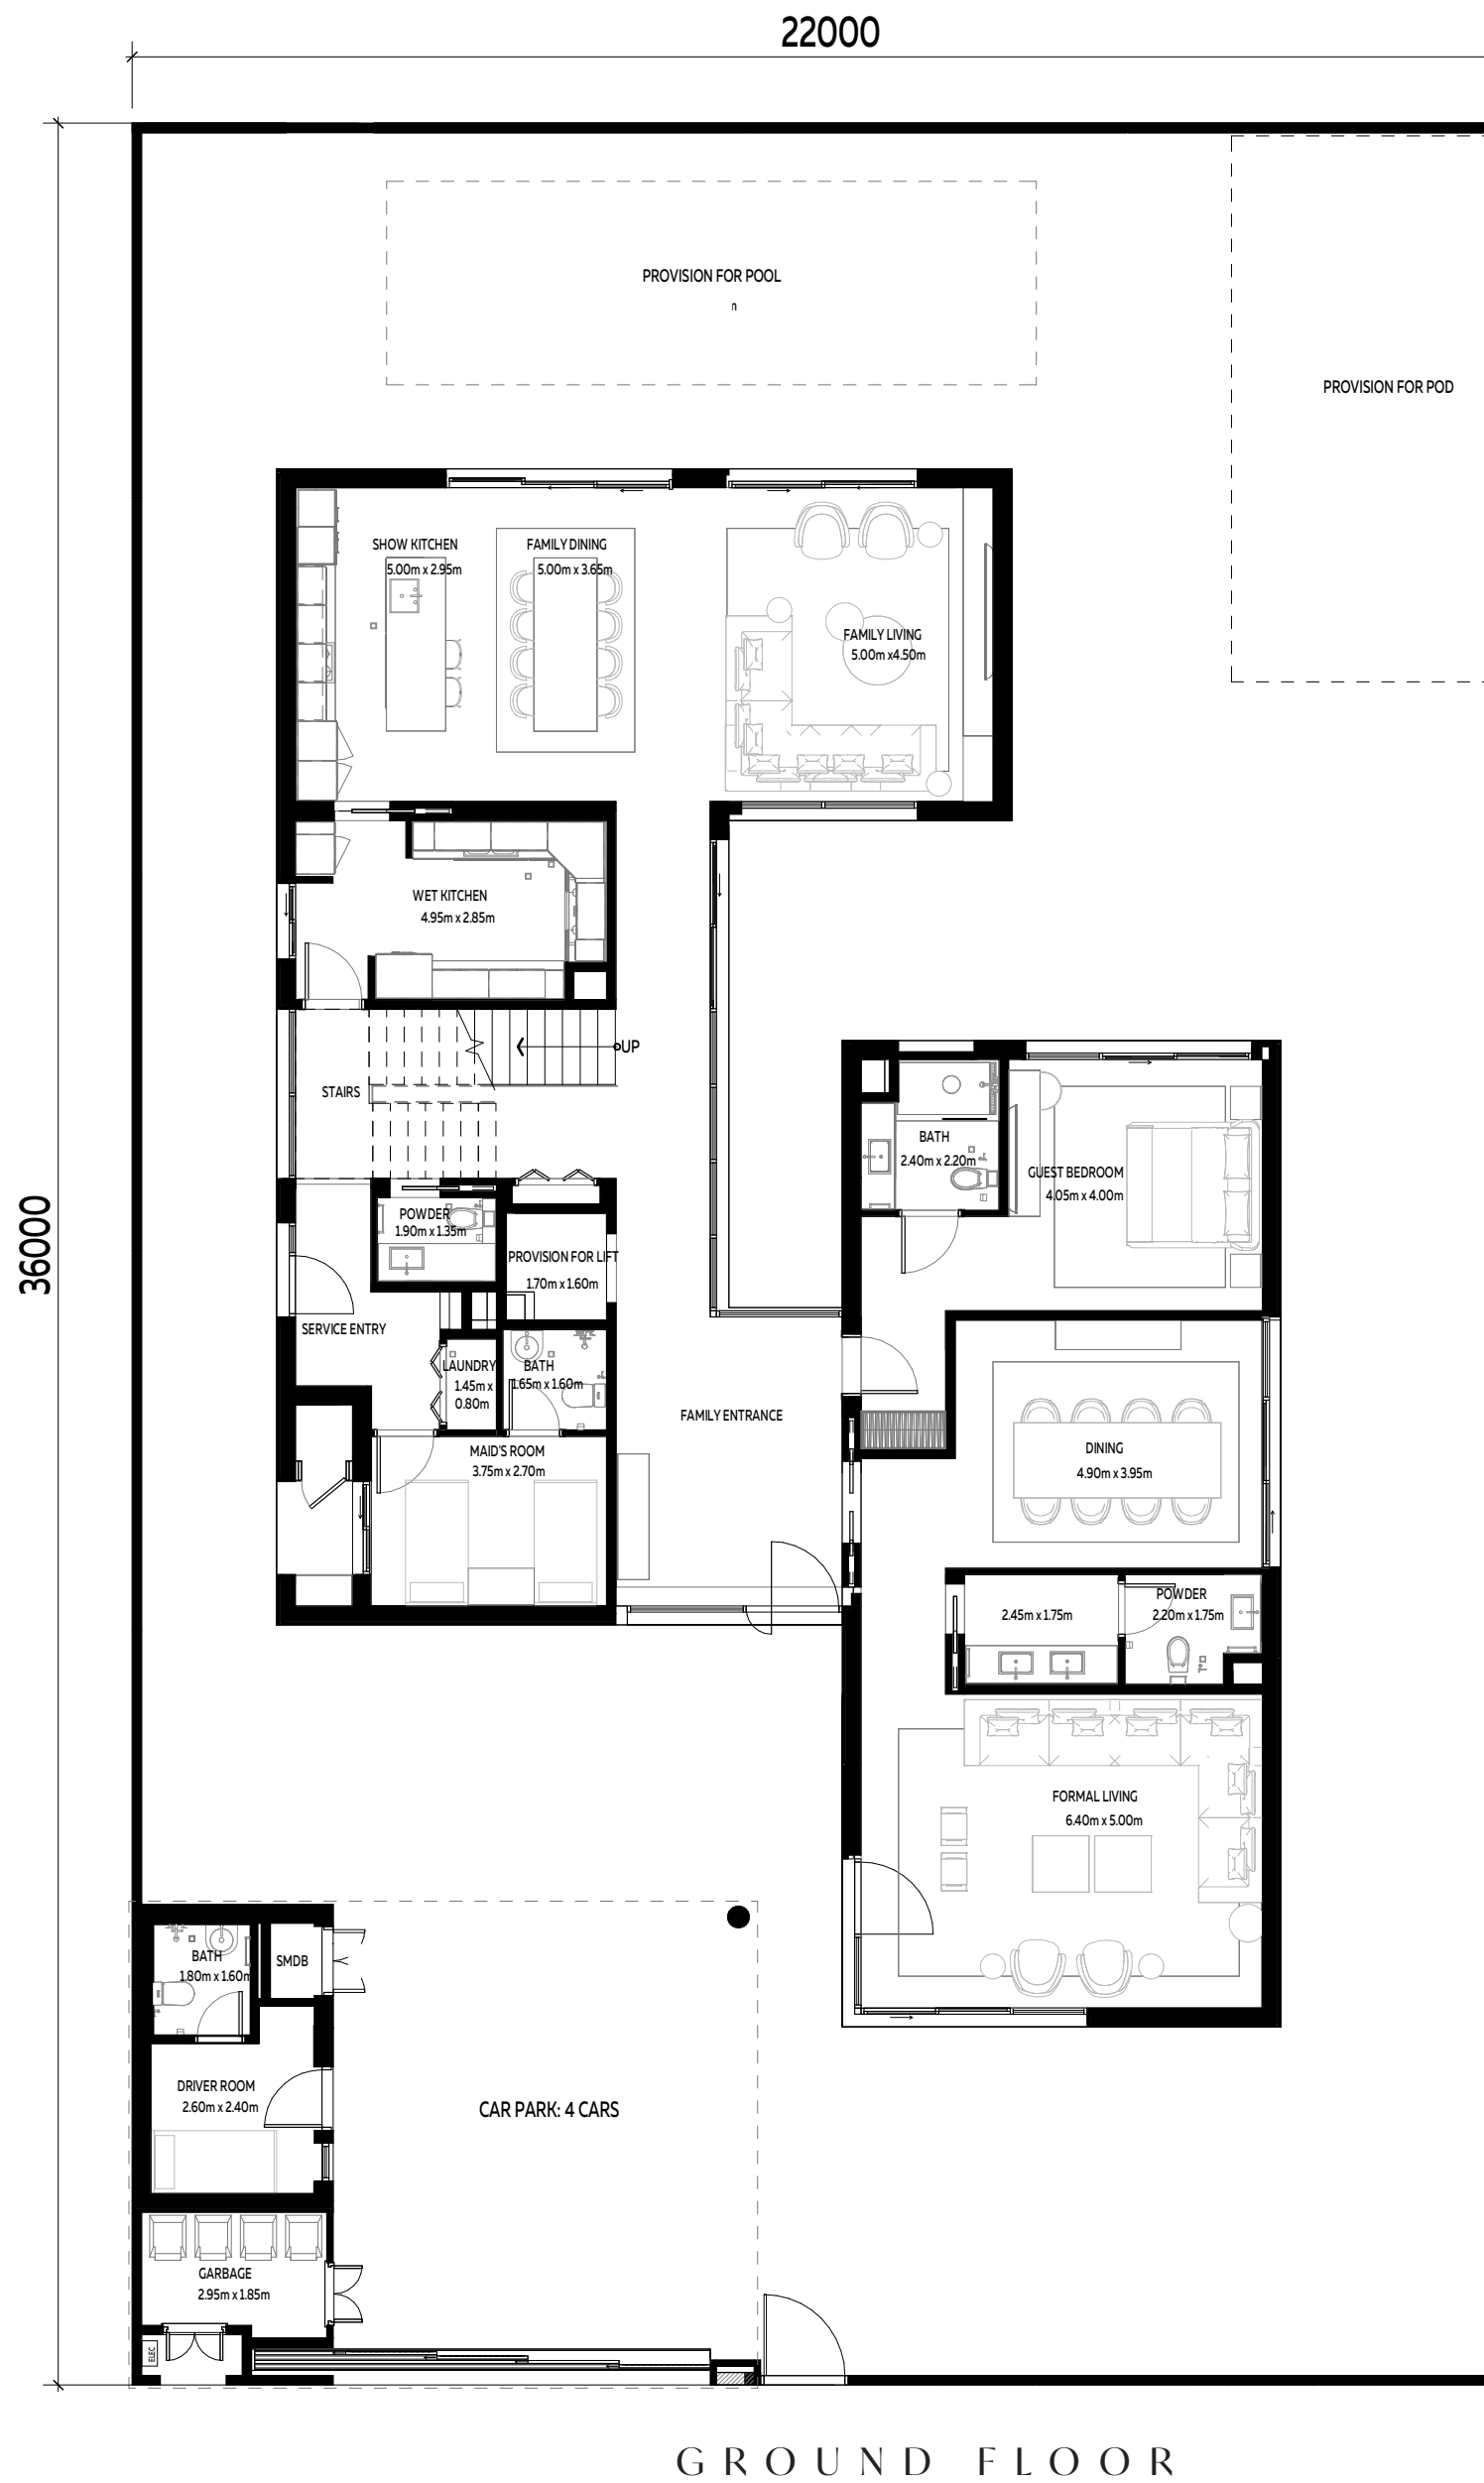 22000
36000
PROVISION FOR POOL
PROVISION FOR POD
SHOW KITCHEN
5.00m x 2.95m
FAMILY DINING
5.00m x 3.65m
FAMILY LIVING
5.00m x4.50m
WET KITCHEN
4.95m x 2.85m
UP
STAIRS
BATH
2.40m x 2.20m
GUEST BEDROOM
4.05m x 4.00m
POWDER
1.90m x 1.35m
PROVISION FOR LIFT
1.70m x 1.60m
SERVICE ENTRY
LAUNDRY
1.45m x
0.80m
BATH
1.65m x 1.60m
FAMILY ENTRANCE
MAID'S ROOM
3.75m x 2.70m
DINING
4.90m x 3.95m
2.45m x 1.75m
POWDER
2.20m x 1.75m
FORMAL LIVING
6.40m x 5.00m
BATH
1.80m x 1.60m
SMDB
DRIVER ROOM
2.60m x 2.40m
CAR PARK: 4 CARS
GARBAGE
2.95m x 1.85m
ELEC
GROUND FLOOR